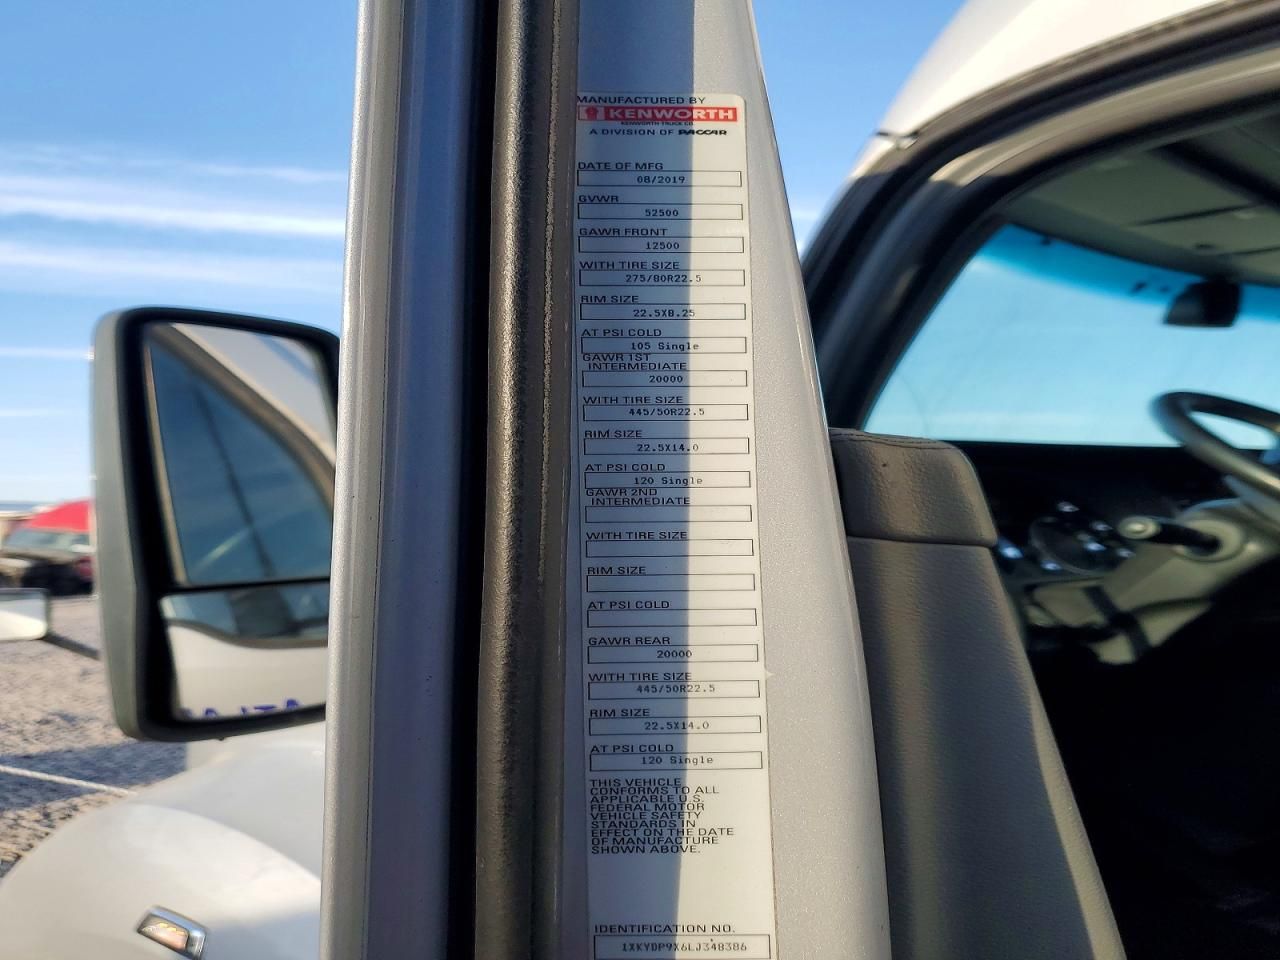 MANUFACTURED BY
KENWORTH
KENWORTH TRUCK CO.
A DIVISION OF PACCAR
DATE OF MFG
08/2019
GVWR
52500
GAWR FRONT
12500
WITH TIRE SIZE
275/80R22.5
RIM SIZE
22.5X8.25
AT PSI COLD
105 Single
GAWR 1ST
INTERMEDIATE
20000
WITH TIRE SIZE
445/50R22.5
RIM SIZE
22.5X14.0
AT PSI COLD
120 Single
GAWR 2ND
INTERMEDIATE
WITH TIRE SIZE
RIM SIZE
AT PSI COLD
GAWR REAR
20000
WITH TIRE SIZE
445/50R22.5
RIM SIZE
22.5X14.0
AT PSI COLD
120 Single
THIS VEHICLE
CONFORMS TO ALL
APPLICABLE U.S.
FEDERAL MOTOR
VEHICLE SAFETY
STANDARDS IN
EFFECT ON THE DATE
OF MANUFACTURE
SHOWN ABOVE.
IDENTIFICATION NO.
1XKYDP9X6LJ348386